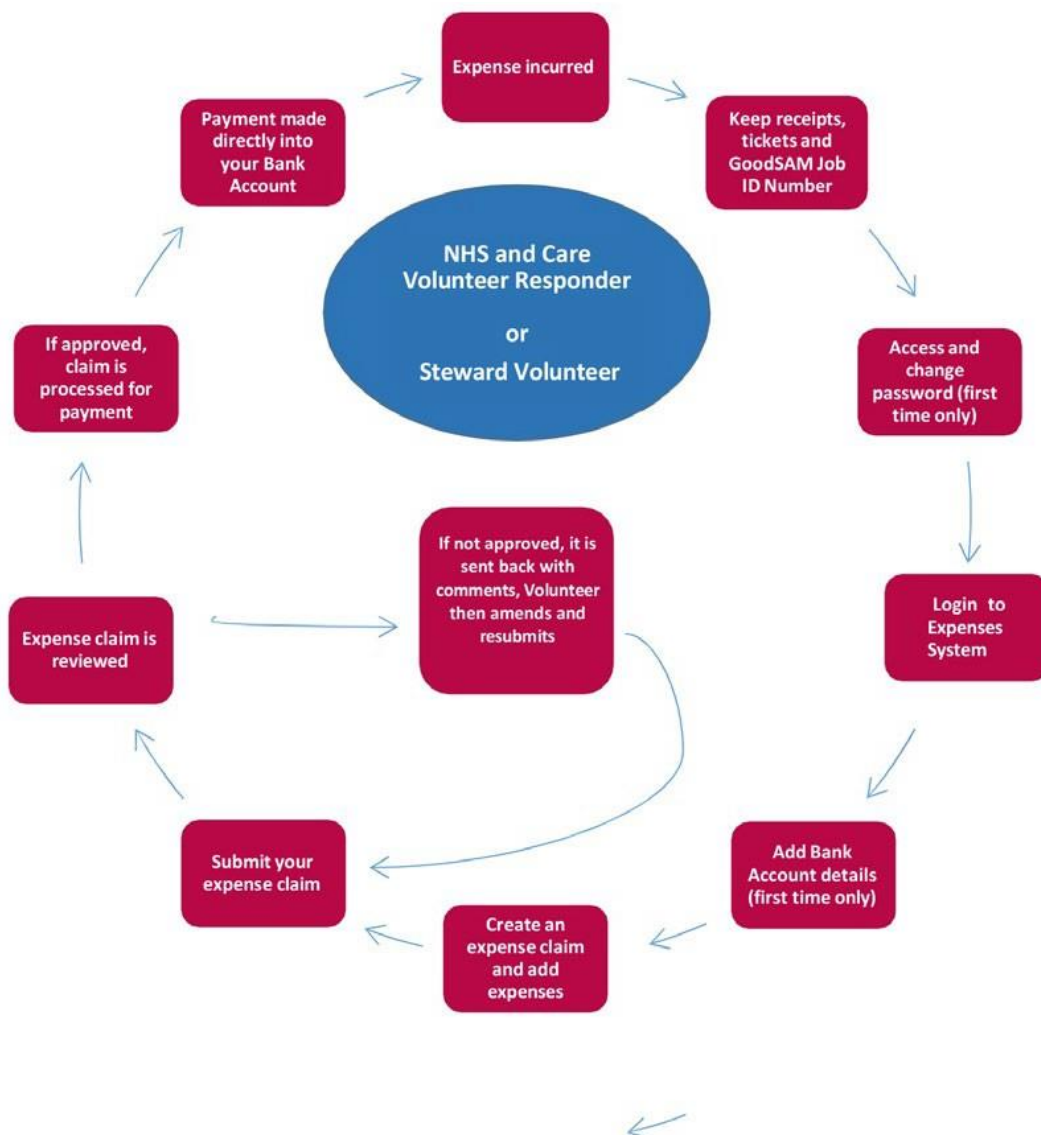 Expense incurred
Keep receipts,
tickets and
GoodSAM Job
ID Number
Access and
change
password (first
time only)
Login to
Expenses
System
Add Bank
Account details
(first time only)
Create an
expense claim
and add
expenses
Submit your
expense claim
Expense claim is
reviewed
If not approved, it is
sent back with
comments, Volunteer
then amends and
resubmits
If approved,
claim is
processed for
payment
Payment made
directly into
your Bank
Account
NHS and Care
Volunteer Responder
or
Steward Volunteer